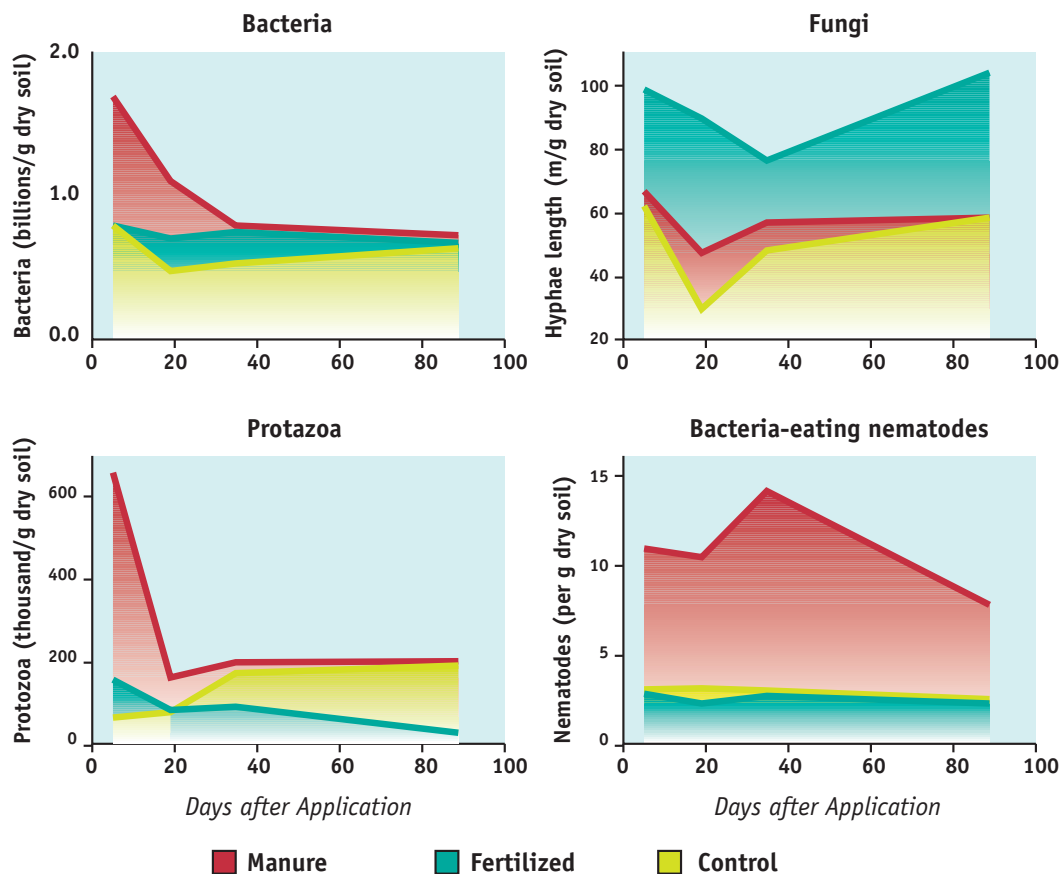 Bacteria
Bacteria (billions/g dry soil)
2.0
1.0
0.0
0 20 40 60 80 100
Fungi
Hyphae length (m/g dry soil)
100
80
60
40
20
0 20 40 60 80 100
Protazoa
Protozoa (thousand/g dry soil)
600
400
200
0
0 20 40 60 80 100
Days after Application
Bacteria-eating nematodes
Nematodes (per g dry soil)
15
10
5
0
0 20 40 60 80 100
Days after Application
Manure Fertilized Control